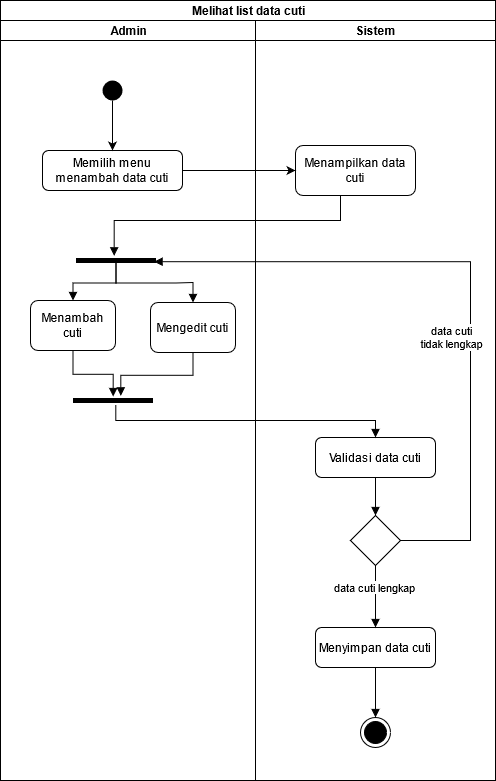 Melihat list data cuti
Admin
Sistem
Memilih menu
menambah data cuti
Menampilkan data
cuti
Menambah
cuti
Mengedit cuti
data cuti
tidak lengkap
Validasi data cuti
data cuti lengkap
Menyimpan data cuti